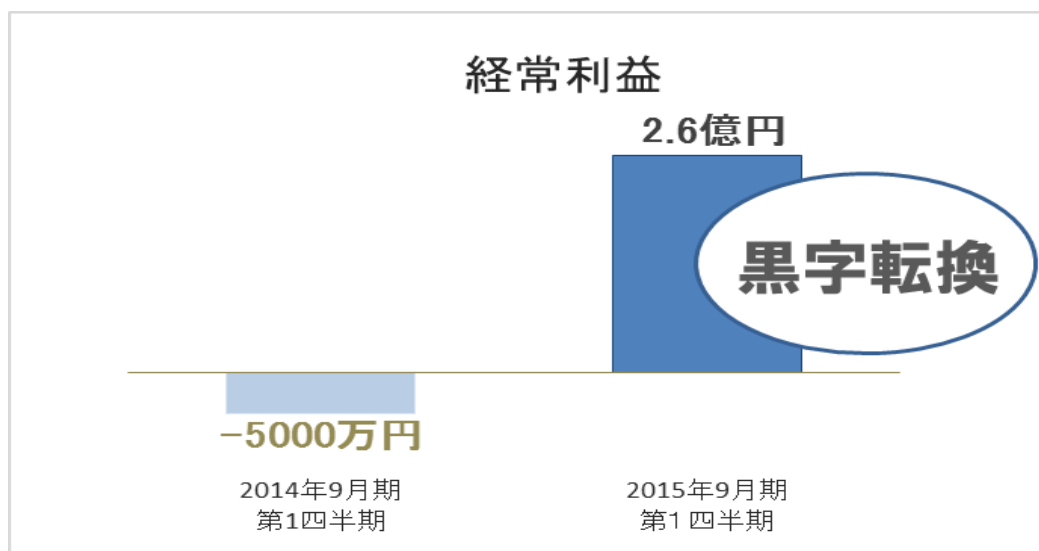 経常利益
2.6億円
黒字転換
−5000万円
2014年9月期
第1四半期
2015年9月期
第1四半期